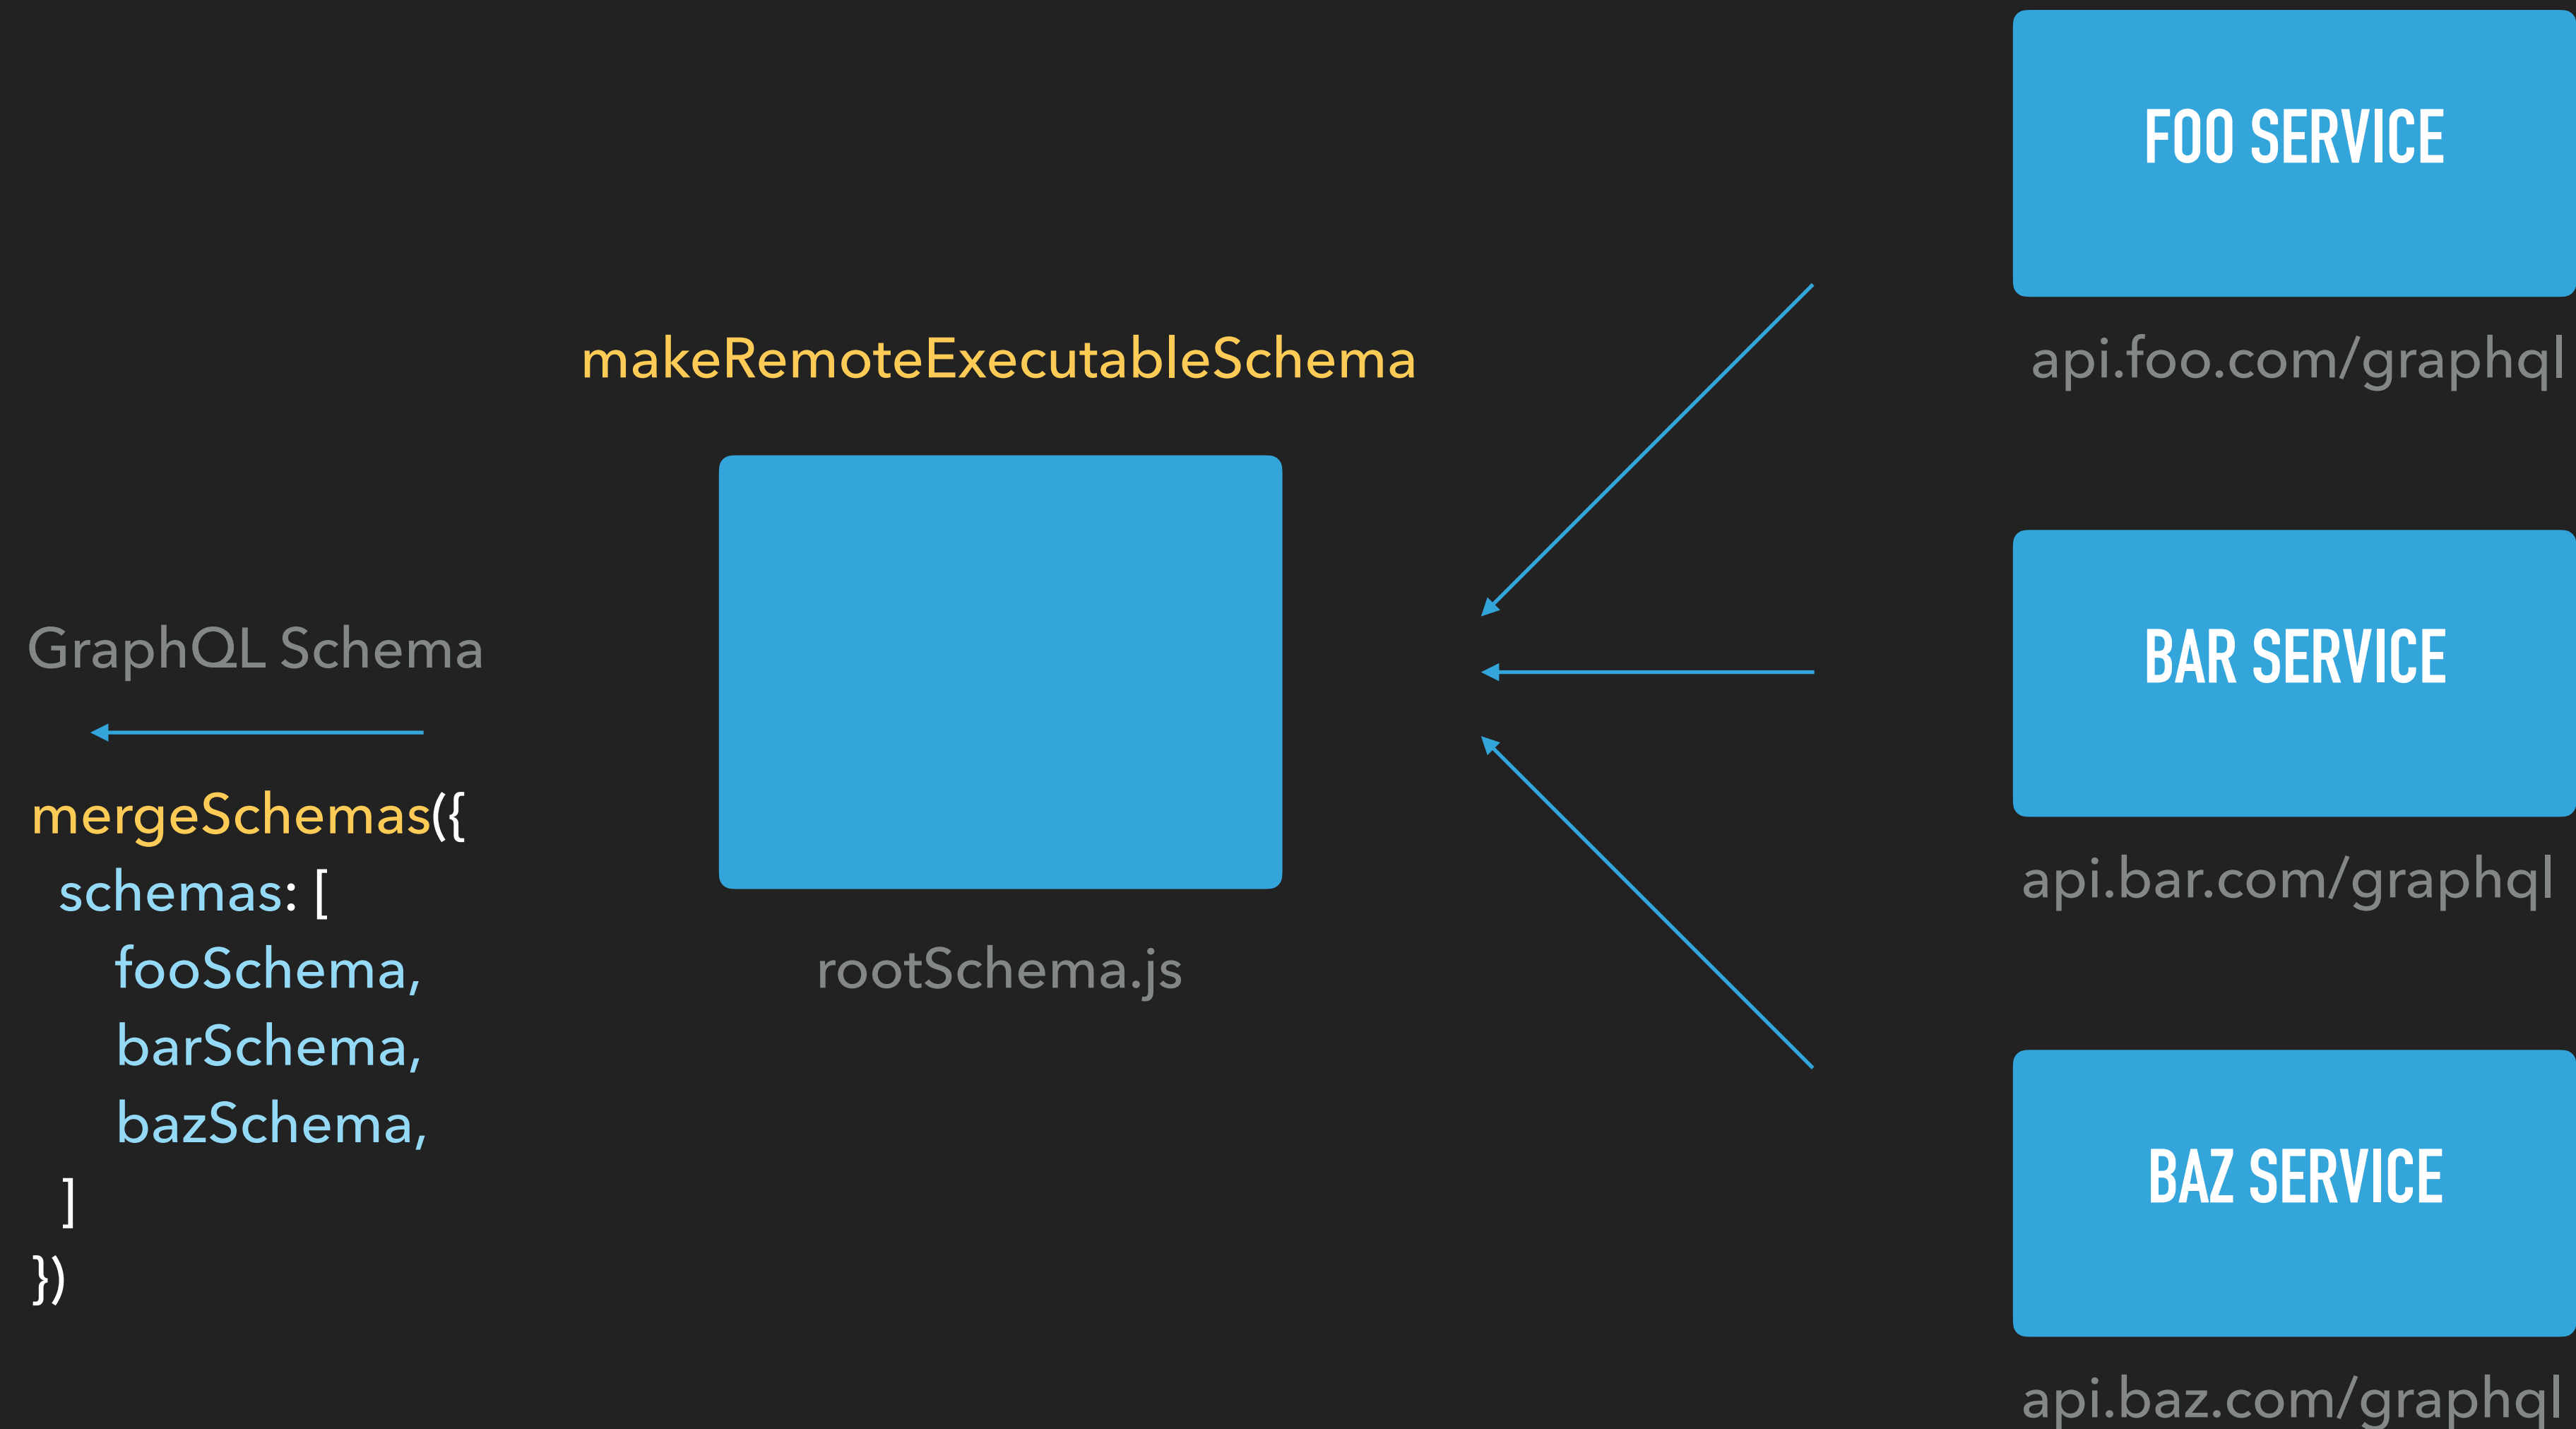 GraphQL Schema
mergeSchemas({
schemas: [
fooSchema,
barSchema,
bazSchema,
]
})
makeRemoteExecutableSchema
rootSchema.js
FOO SERVICE
api.foo.com/graphql
BAR SERVICE
api.bar.com/graphql
BAZ SERVICE
api.baz.com/graphql